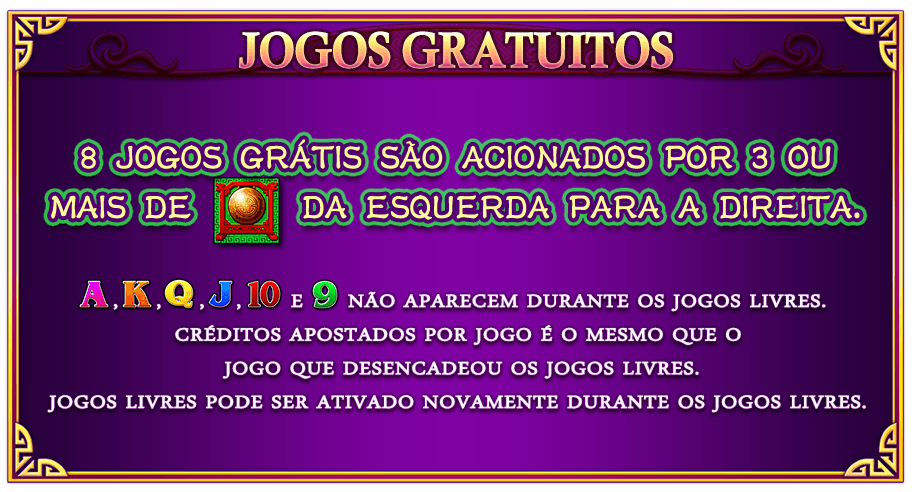 JOGOS GRATUITOS
8 JOGOS GRÁTIS SÃO ACIONADOS POR 3 OU
MAIS DE DA ESQUERDA PARA A DIREITA.
A,K,Q,J,10 E 9 NÃO APARECEM DURANTE OS JOGOS LIVRES.
CRÉDITOS APOSTADOS POR JOGO É O MESMO QUE O
JOGO QUE DESENCADEOU OS JOGOS LIVRES.
JOGOS LIVRES PODE SER ATIVADO NOVAMENTE DURANTE OS JOGOS LIVRES.